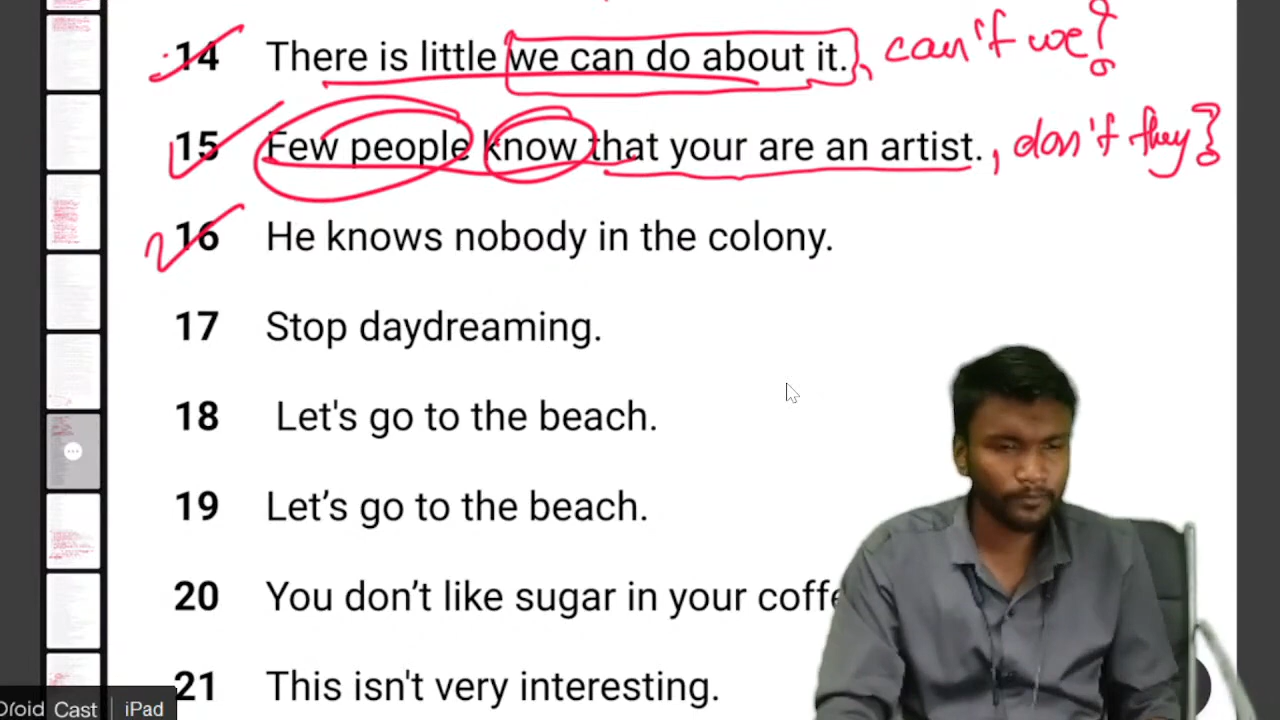 14 There is little we can do about it. , can't we?
15 Few people know that your are an artist. , don't they?
16 He knows nobody in the colony.
17 Stop daydreaming.
18 Let's go to the beach.
19 Let’s go to the beach.
20 You don’t like sugar in your coffe
21 This isn't very interesting.
Droid Cast iPad